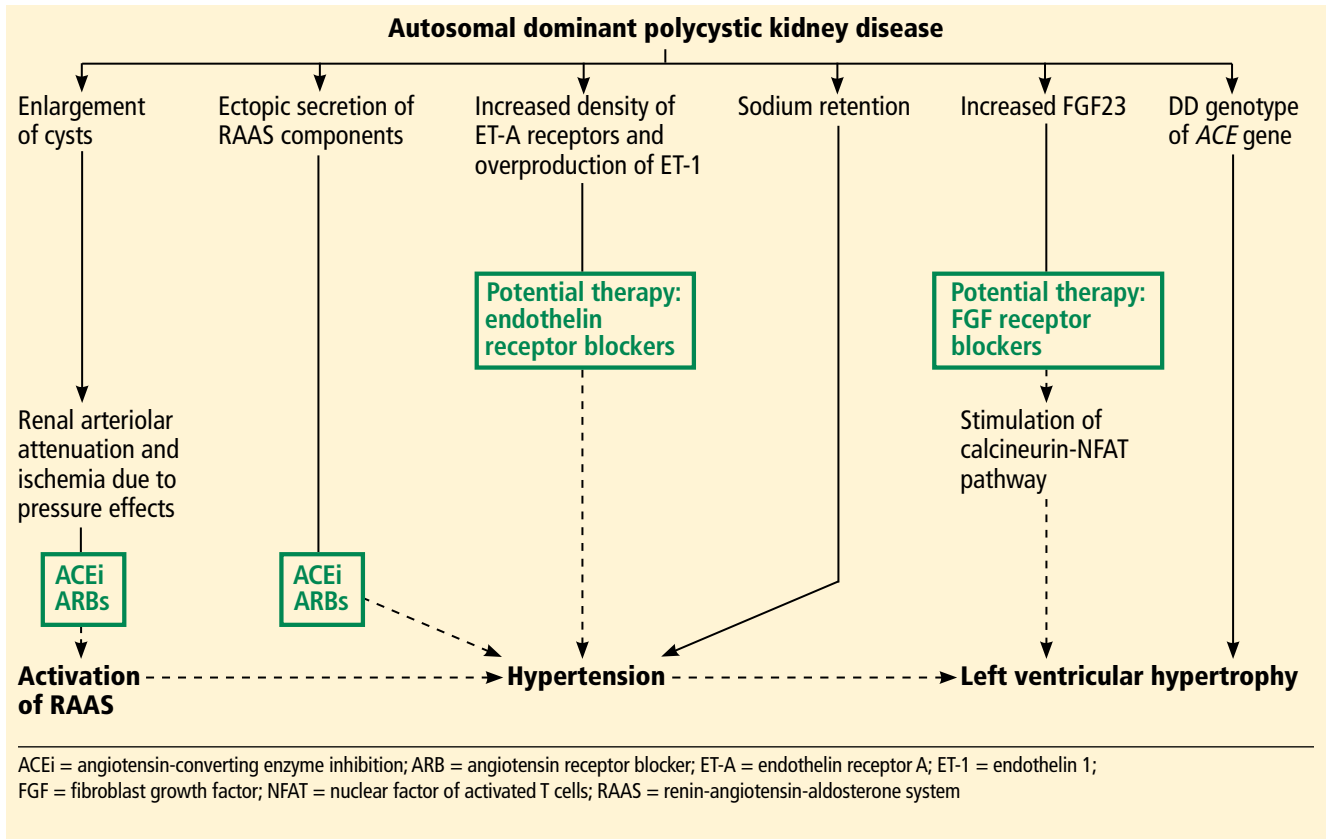 Autosomal dominant polycystic kidney disease
Enlargement
of cysts
Ectopic secretion of
RAAS components
Increased density of
ET-A receptors and
overproduction of ET-1
Sodium retention
Increased FGF23
DD genotype
of ACE gene
Potential therapy:
endothelin
receptor blockers
Potential therapy:
FGF receptor
blockers
Renal arteriolar
attenuation and
ischemia due to
pressure effects
Stimulation of
calcineurin-NFAT
pathway
ACEi
ARBs
ACEi
ARBs
Activation
of RAAS
Hypertension
Left ventricular hypertrophy
ACEi = angiotensin-converting enzyme inhibition; ARB = angiotensin receptor blocker; ET-A = endothelin receptor A; ET-1 = endothelin 1;
FGF = fibroblast growth factor; NFAT = nuclear factor of activated T cells; RAAS = renin-angiotensin-aldosterone system